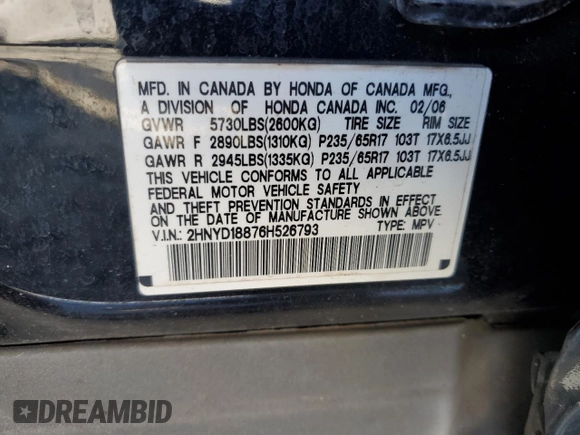 MFD. IN CANADA BY HONDA OF CANADA MFG.,
A DIVISION OF HONDA CANADA INC. 02/06
GVWR 5730LBS(2600KG) TIRE SIZE RIM SIZE
GAWR F 2890LBS(1310KG) P235/65R17 103T 17X6.5JJ
GAWR R 2945LBS(1335KG) P235/65R17 103T 17X6.5JJ
THIS VEHICLE CONFORMS TO ALL APPLICABLE
FEDERAL MOTOR VEHICLE SAFETY
AND THEFT PREVENTION STANDARDS IN EFFECT
ON THE DATE OF MANUFACTURE SHOWN ABOVE.
V.I.N.: 2HNYD18876H526793 TYPE: MPV
DREAMBID